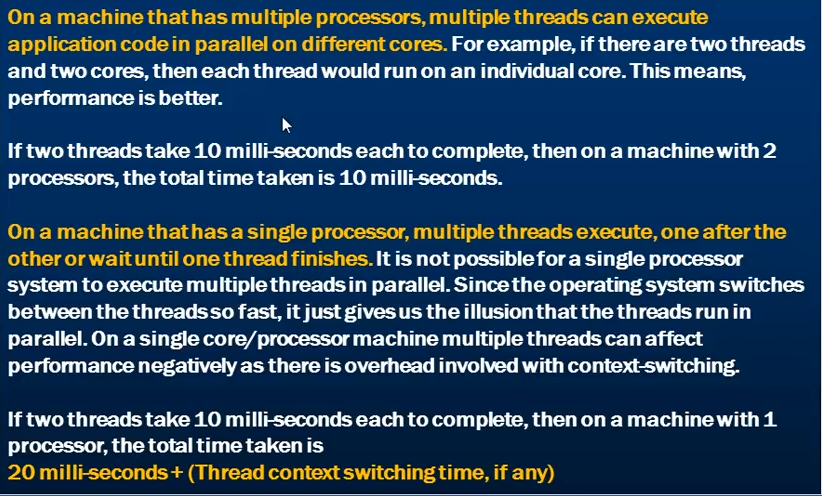 On a machine that has multiple processors, multiple threads can execute
application code in parallel on different cores. For example, if there are two threads
and two cores, then each thread would run on an individual core. This means,
performance is better.
If two threads take 10 milli-seconds each to complete, then on a machine with 2
processors, the total time taken is 10 milli-seconds.
On a machine that has a single processor, multiple threads execute, one after the
other or wait until one thread finishes. It is not possible for a single processor
system to execute multiple threads in parallel. Since the operating system switches
between the threads so fast, it just gives us the illusion that the threads run in
parallel. On a single core/processor machine multiple threads can affect
performance negatively as there is overhead involved with context-switching.
If two threads take 10 milli-seconds each to complete, then on a machine with 1
processor, the total time taken is
20 milli-seconds + (Thread context switching time, if any)